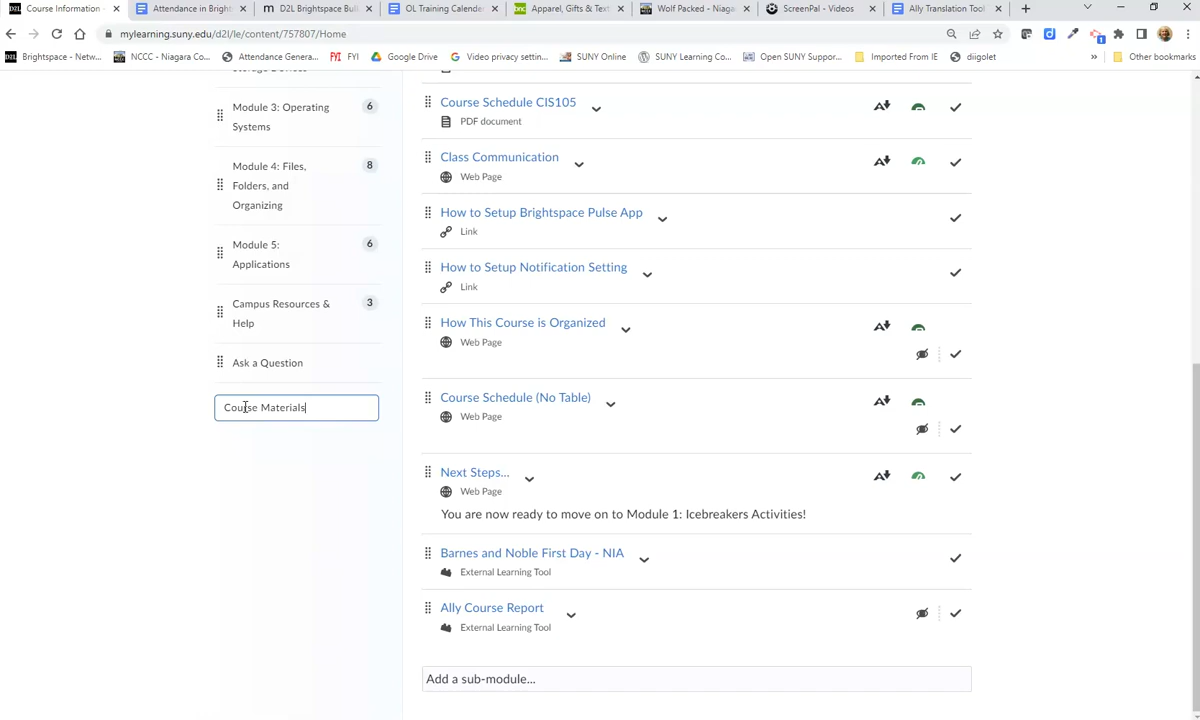 Course Information -
Attendance in Bright
D2L Brightspace Bui
OL Training Calende
Apparel, Gifts & Text
Wolf Packed - Niaga
ScreenPal - Videos
Ally Translation Tool
mylearning.suny.edu/d2l/le/content/757807/Home
Brightspace - Netw...
NCCC - Niagara Co...
Attendance Genera...
FYI
Google Drive
Video privacy settin...
SUNY Online
SUNY Learning Co...
Open SUNY Suppor...
Imported From IE
diigolet
»
Other bookmarks
Storage Devices
Module 3: Operating
Systems
6
Module 4: Files,
Folders, and
Organizing
8
Module 5:
Applications
6
Campus Resources &
Help
3
Ask a Question
Course Materials
Course Schedule CIS105
PDF document
Class Communication
Web Page
How to Setup Brightspace Pulse App
Link
How to Setup Notification Setting
Link
How This Course is Organized
Web Page
Course Schedule (No Table)
Web Page
Next Steps...
Web Page
You are now ready to move on to Module 1: Icebreakers Activities!
Barnes and Noble First Day - NIA
External Learning Tool
Ally Course Report
External Learning Tool
Add a sub-module...